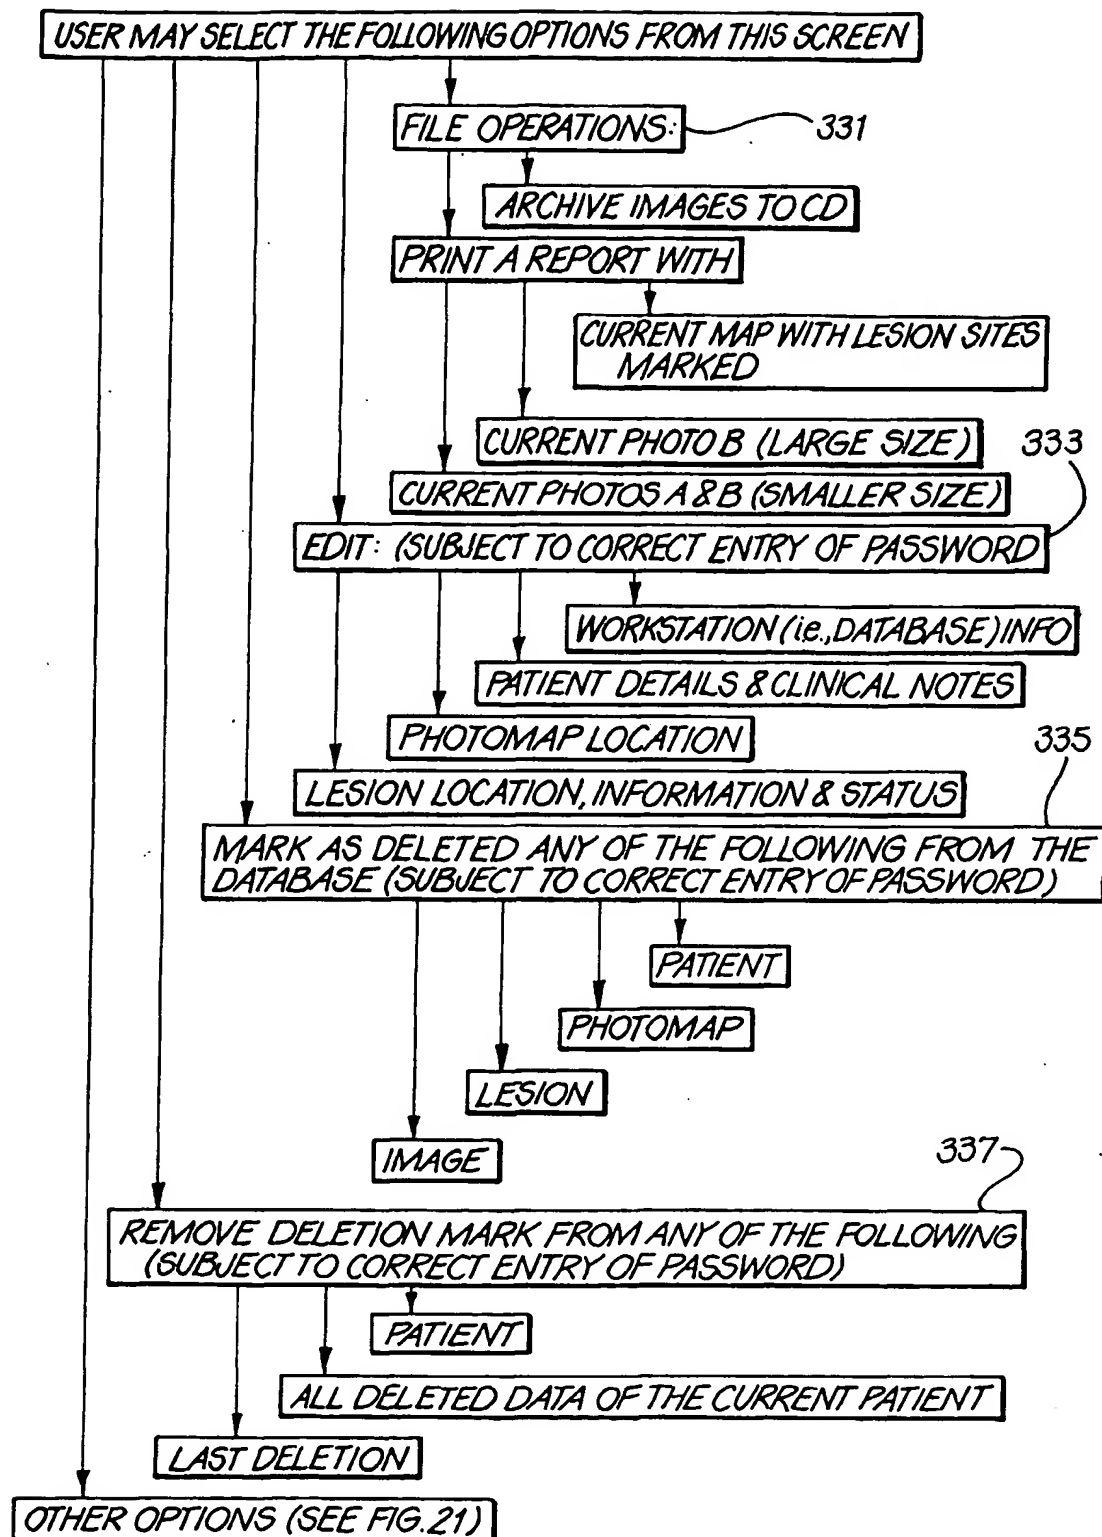 USER MAY SELECT THE FOLLOWING OPTIONS FROM THIS SCREEN
FILE OPERATIONS:
331
ARCHIVE IMAGES TO CD
PRINT A REPORT WITH
CURRENT MAP WITH LESION SITES
MARKED
CURRENT PHOTO B (LARGE SIZE)
333
CURRENT PHOTOS A & B (SMALLER SIZE)
EDIT: (SUBJECT TO CORRECT ENTRY OF PASSWORD
WORKSTATION (ie., DATABASE) INFO
PATIENT DETAILS & CLINICAL NOTES
PHOTOMAP LOCATION
335
LESION LOCATION, INFORMATION & STATUS
MARK AS DELETED ANY OF THE FOLLOWING FROM THE
DATABASE (SUBJECT TO CORRECT ENTRY OF PASSWORD)
PATIENT
PHOTOMAP
LESION
IMAGE
337
REMOVE DELETION MARK FROM ANY OF THE FOLLOWING
(SUBJECT TO CORRECT ENTRY OF PASSWORD)
PATIENT
ALL DELETED DATA OF THE CURRENT PATIENT
LAST DELETION
OTHER OPTIONS (SEE FIG. 21)